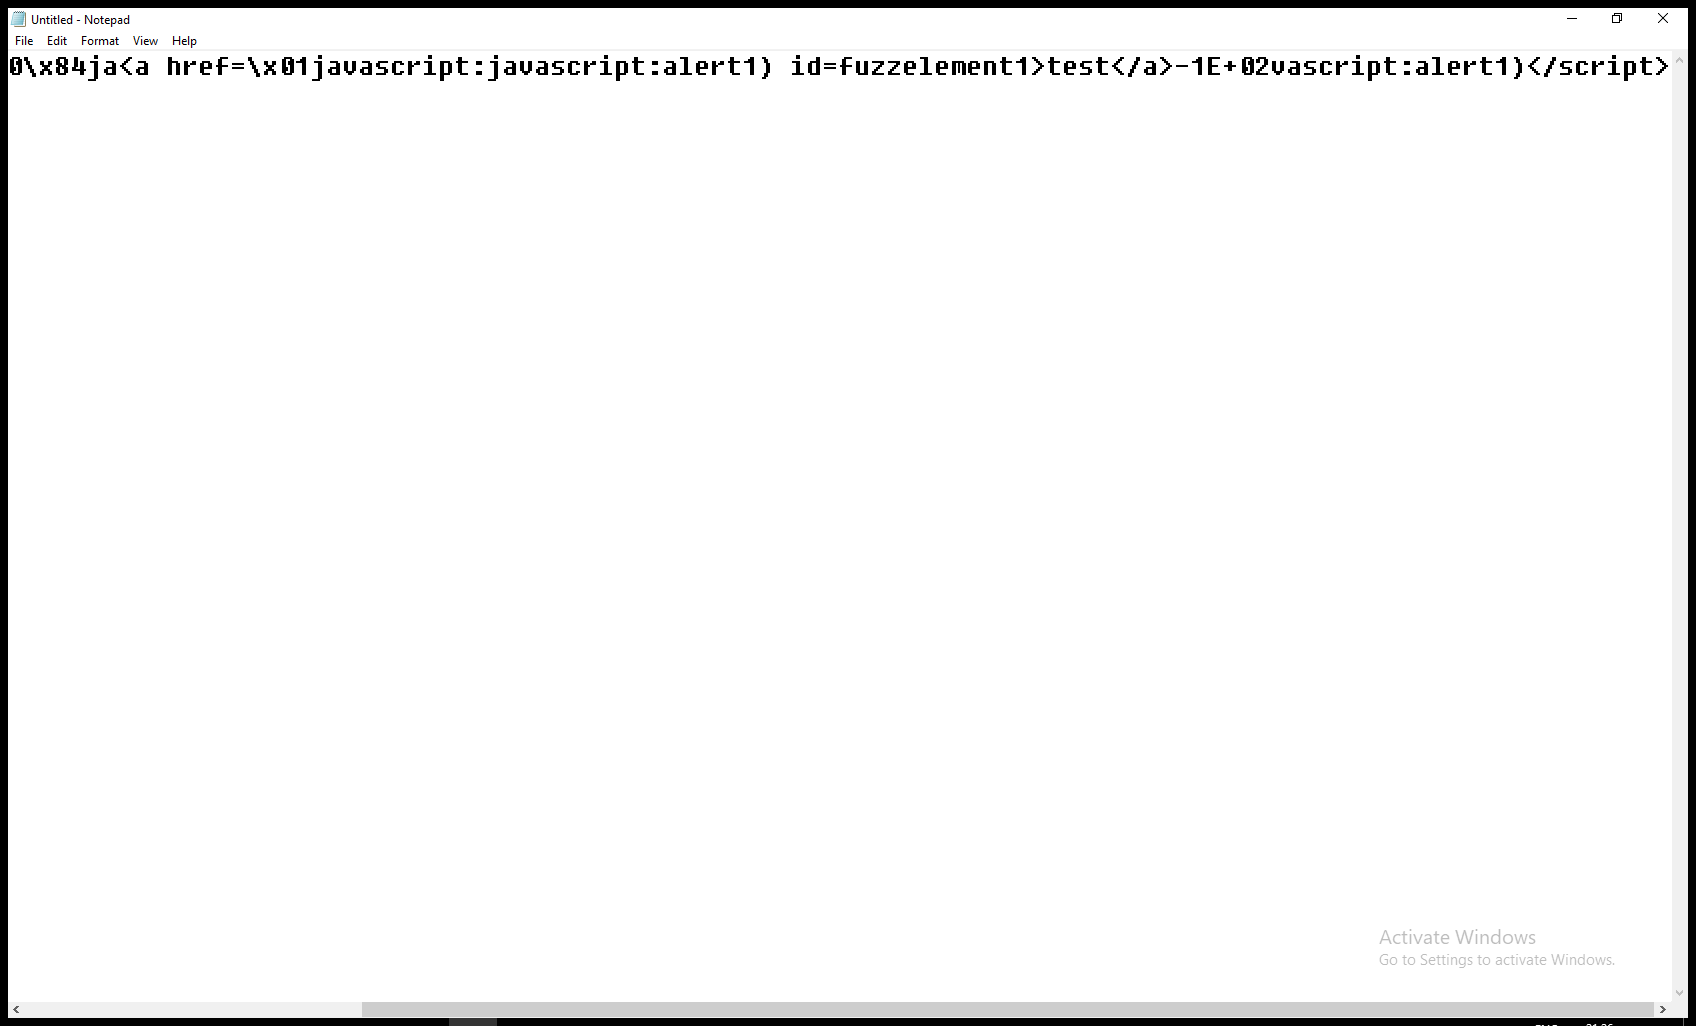 Untitled - Notepad
File Edit Format View Help
0\x84ja<a href=\x01javascript:javascript:alert1) id=fuzzelement1>test</a>-1E+02vascript:alert1)</script>
Activate Windows
Go to Settings to activate Windows.